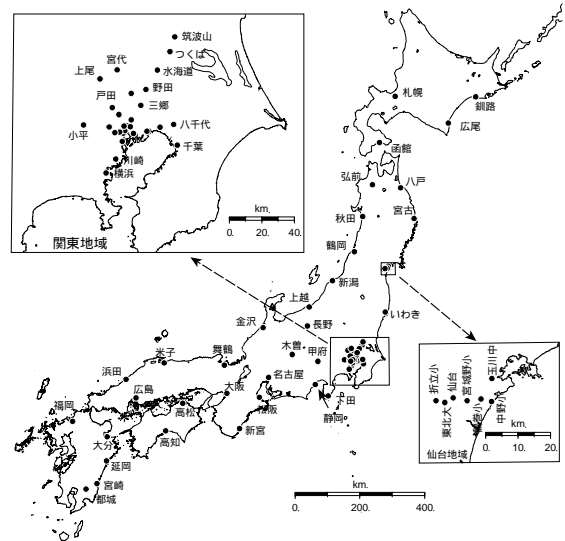 筑波山
つくば
宮代
水海道
上尾
野田
戸田
三郷
小平
八千代
千葉
川崎
横浜
km.
0. 20. 40.
関東地域
札幌
釧路
広尾
函館
弘前
八戸
秋田
宮古
鶴岡
新潟
上越
いわき
金沢
長野
木曽
甲府
米子
舞鶴
浜田
名古屋
広島
大阪
福岡
高松
松阪
下田
静岡
大分
高知
新宮
延岡
宮崎
都城
km.
0. 200. 400.
折立小
東北大
仙台
宮城野小
玉川中
中野小
km.
0. 10. 20.
仙台地域